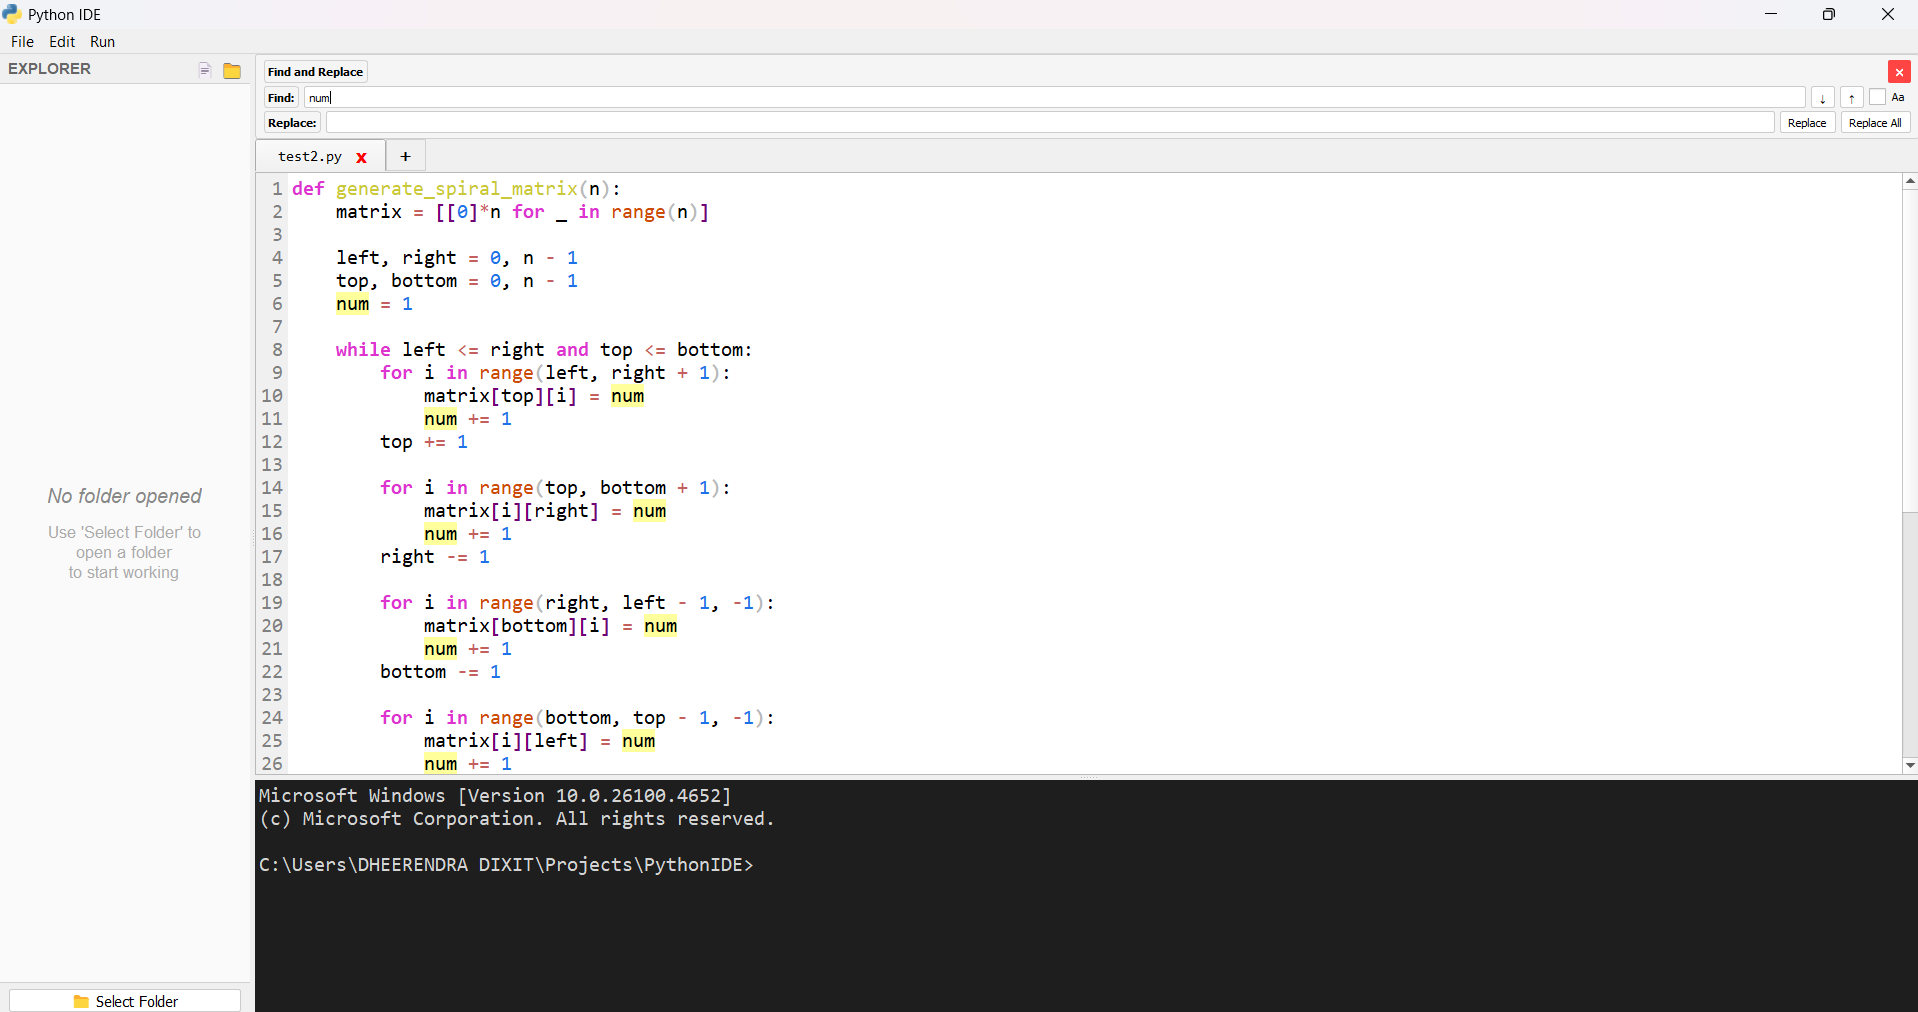 Python IDE
File Edit Run
EXPLORER
Find and Replace
x
Find: num ↓ ↑ Aa
Replace: Replace Replace All
test2.py x +
1 def generate_spiral_matrix(n):
2     matrix = [[0]*n for _ in range(n)]
3
4     left, right = 0, n - 1
5     top, bottom = 0, n - 1
6     num = 1
7
8     while left <= right and top <= bottom:
9         for i in range(left, right + 1):
10             matrix[top][i] = num
11             num += 1
12         top += 1
13
14         for i in range(top, bottom + 1):
15             matrix[i][right] = num
16             num += 1
17         right -= 1
18
19         for i in range(right, left - 1, -1):
20             matrix[bottom][i] = num
21             num += 1
22         bottom -= 1
23
24         for i in range(bottom, top - 1, -1):
25             matrix[i][left] = num
26             num += 1
No folder opened
Use 'Select Folder' to
open a folder
to start working
Select Folder
Microsoft Windows [Version 10.0.26100.4652]
(c) Microsoft Corporation. All rights reserved.
C:\Users\DHEERENDRA DIXIT\Projects\PythonIDE>